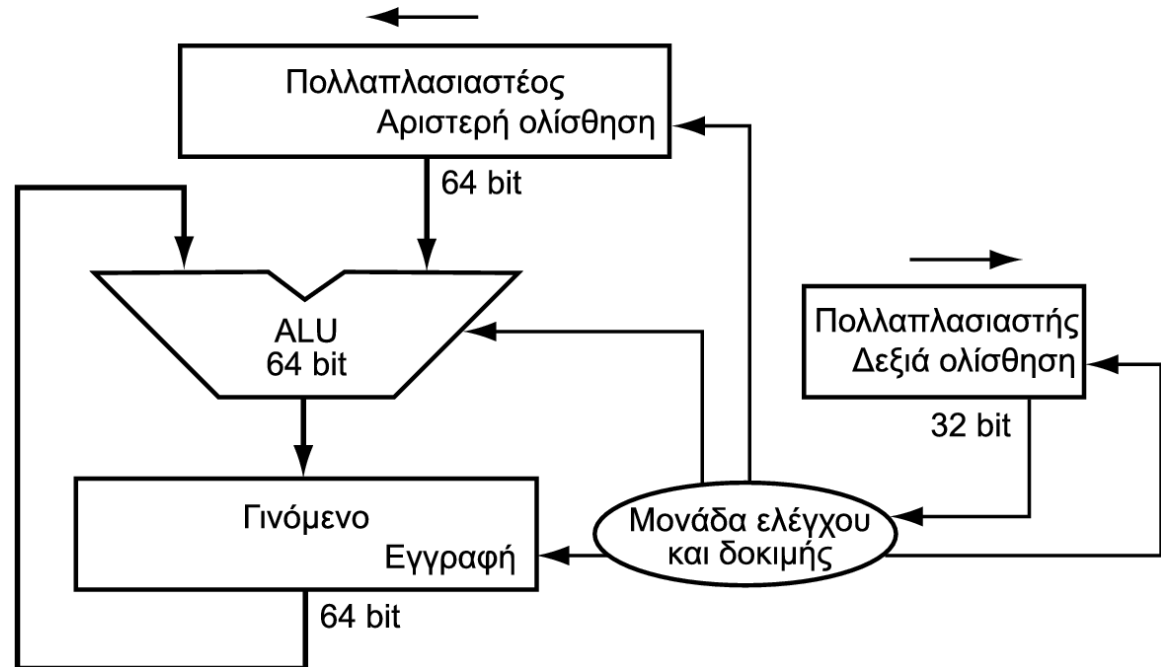 Πολλαπλασιαστέος
Αριστερή ολίσθηση
64 bit
ALU
64 bit
Πολλαπλασιαστής
Δεξιά ολίσθηση
32 bit
Γινόμενο
Εγγραφή
64 bit
Μονάδα ελέγχου
και δοκιμής